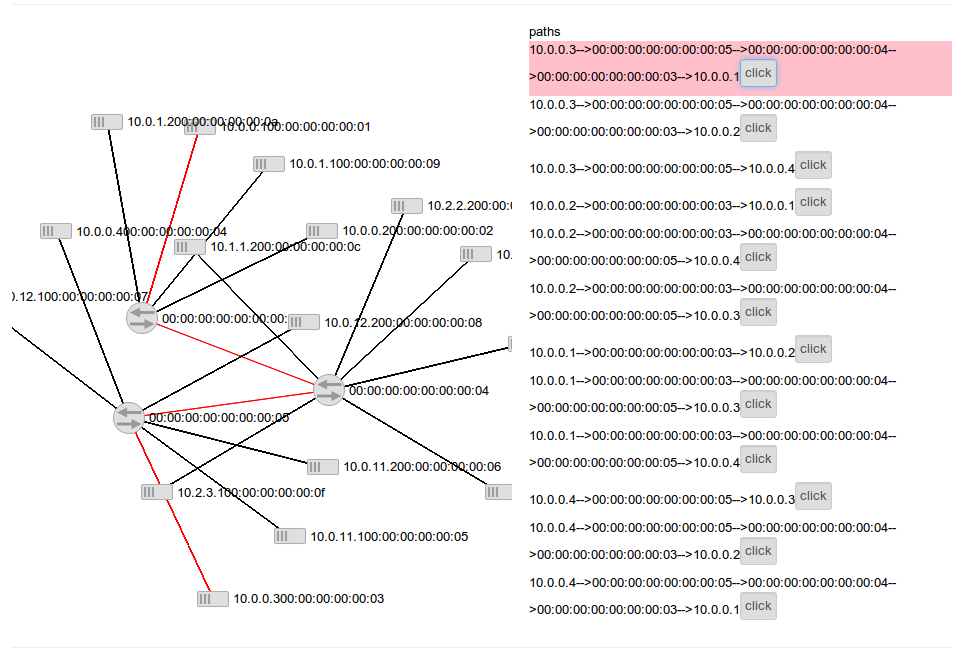 10.0.1.200:00:00:00:00:0a
10.0.0.100:00:00:00:00:01
10.0.1.100:00:00:00:00:09
10.2.2.200:00:0
10.0.0.400:00:00:00:00:04
10.0.0.200:00:00:00:00:02
10.1.1.200:00:00:00:00:0c
10.
0.12.100:00:00:00:00:07
00:00:00:00:00:00:00:
10.0.12.200:00:00:00:00:08
00:00:00:00:00:00:00:04
00:00:00:00:00:00:00:05
10.0.11.200:00:00:00:00:06
10.2.3.100:00:00:00:00:0f
10.0.11.100:00:00:00:00:05
10.0.0.300:00:00:00:00:03
paths
10.0.0.3-->00:00:00:00:00:00:00:05-->00:00:00:00:00:00:00:04--
>00:00:00:00:00:00:00:03-->10.0.0.1 click
10.0.0.3-->00:00:00:00:00:00:00:05-->00:00:00:00:00:00:00:04--
>00:00:00:00:00:00:00:03-->10.0.0.2 click
10.0.0.3-->00:00:00:00:00:00:00:05-->10.0.0.4 click
10.0.0.2-->00:00:00:00:00:00:00:03-->10.0.0.1 click
10.0.0.2-->00:00:00:00:00:00:00:03-->00:00:00:00:00:00:00:04--
>00:00:00:00:00:00:00:05-->10.0.0.4 click
10.0.0.2-->00:00:00:00:00:00:00:03-->00:00:00:00:00:00:00:04--
>00:00:00:00:00:00:00:05-->10.0.0.3 click
10.0.0.1-->00:00:00:00:00:00:00:03-->10.0.0.2 click
10.0.0.1-->00:00:00:00:00:00:00:03-->00:00:00:00:00:00:00:04--
>00:00:00:00:00:00:00:05-->10.0.0.3 click
10.0.0.1-->00:00:00:00:00:00:00:03-->00:00:00:00:00:00:00:04--
>00:00:00:00:00:00:00:05-->10.0.0.4 click
10.0.0.4-->00:00:00:00:00:00:00:05-->10.0.0.3 click
10.0.0.4-->00:00:00:00:00:00:00:05-->00:00:00:00:00:00:00:04--
>00:00:00:00:00:00:00:03-->10.0.0.2 click
10.0.0.4-->00:00:00:00:00:00:00:05-->00:00:00:00:00:00:00:04--
>00:00:00:00:00:00:00:03-->10.0.0.1 click